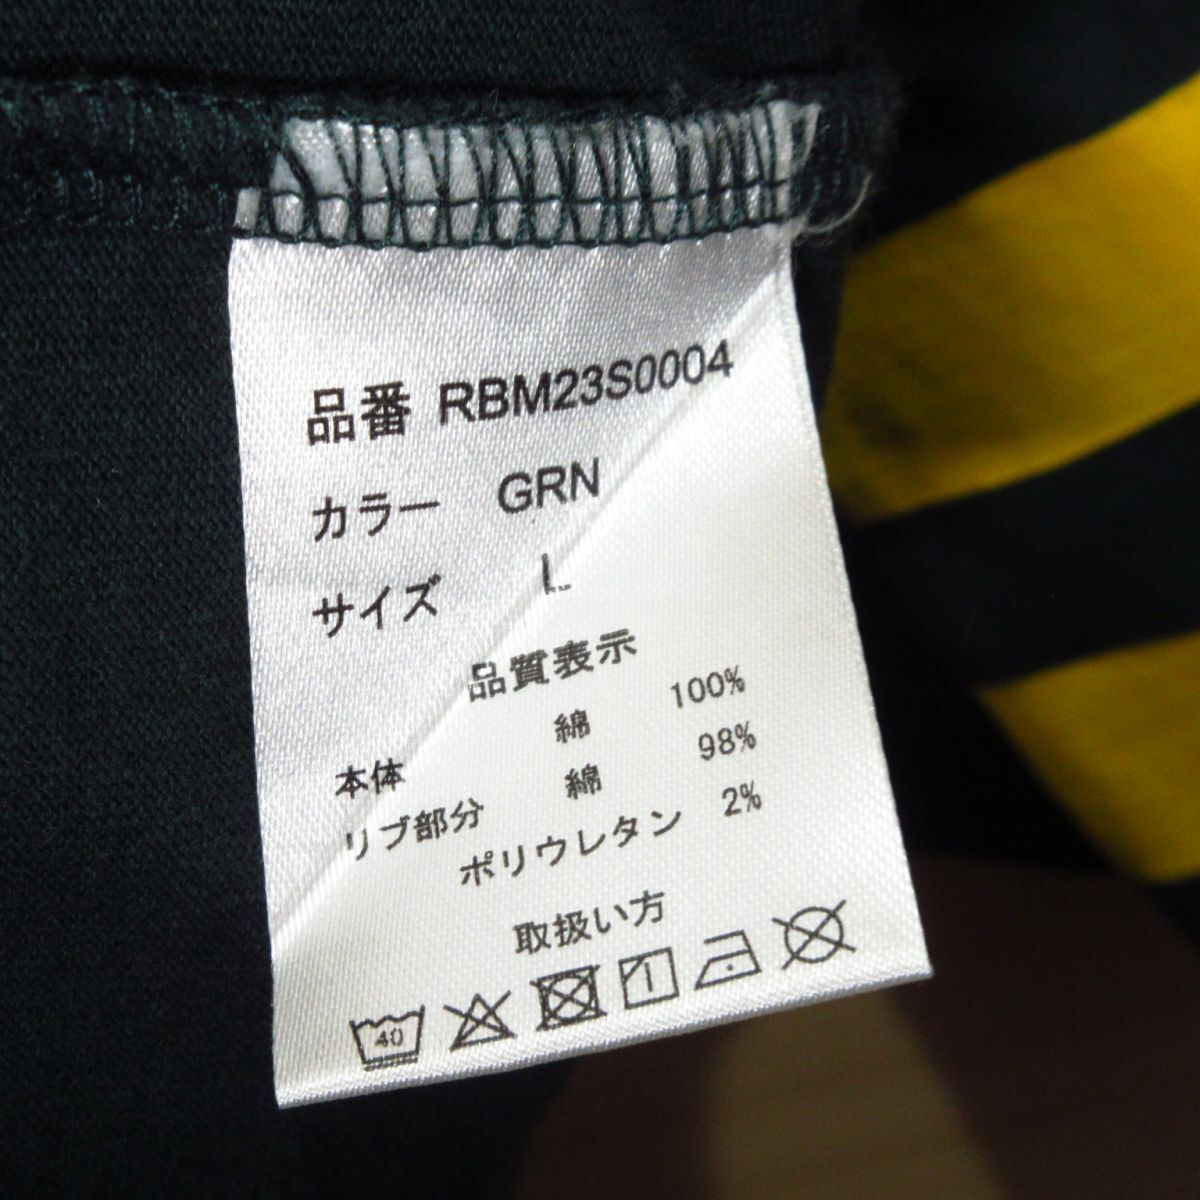 品番 RBM23S0004
カラー GRN
サイズ L
品質表示
本体 綿 100%
リブ部分 綿 98%
ポリウレタン 2%
取扱い方
40